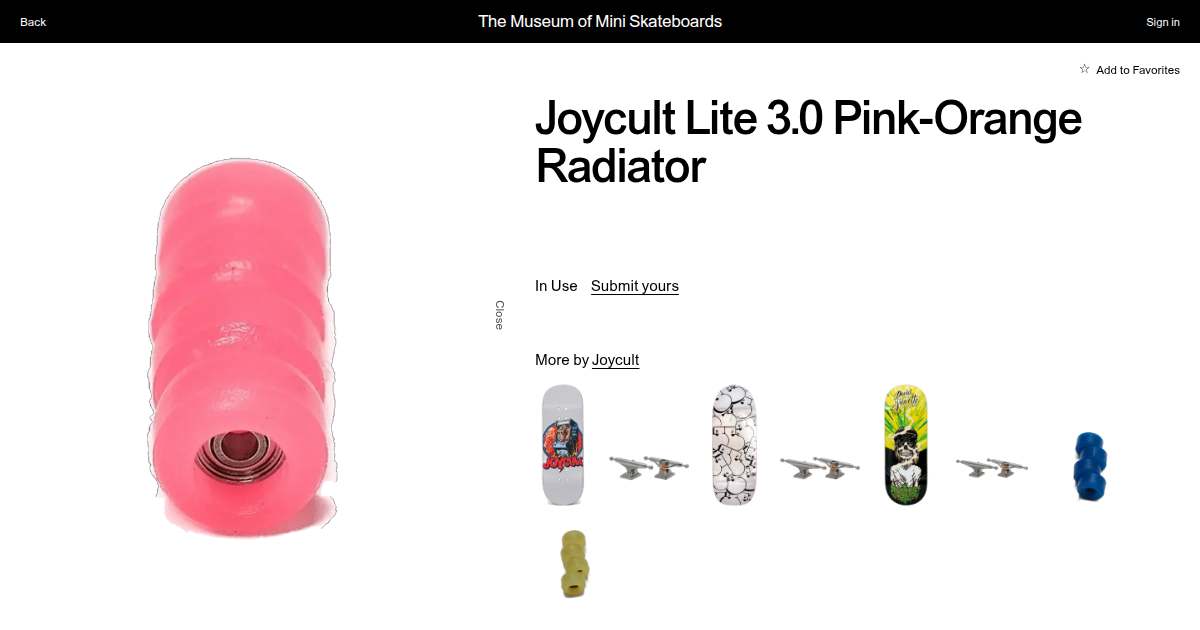 Back
The Museum of Mini Skateboards
Sign in
☆ Add to Favorites
Joycult Lite 3.0 Pink-Orange
Radiator
In Use Submit yours
Close
More by Joycult
JOYCULT